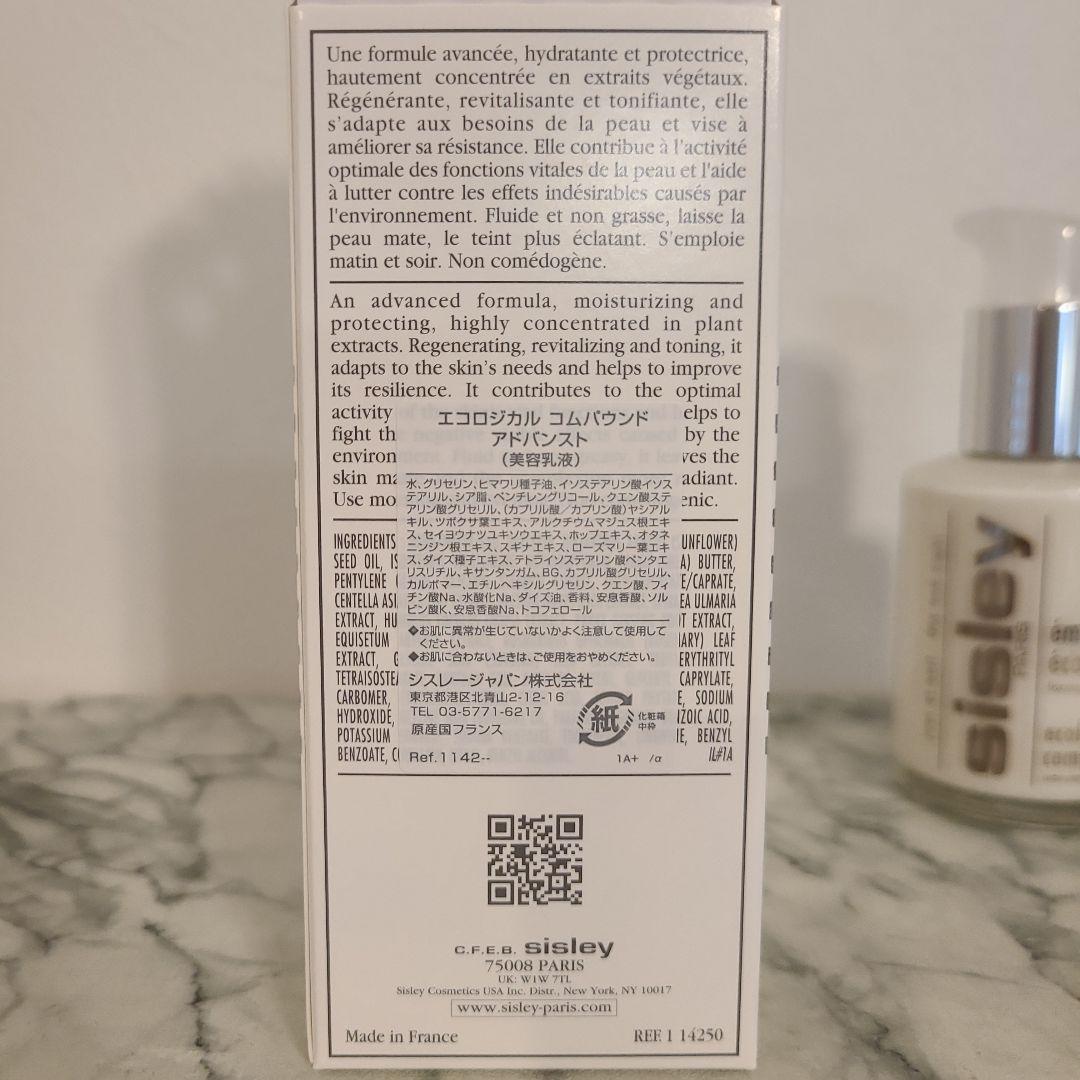 Une formule avancée, hydratante et protectrice,
hautement concentrée en extraits végétaux.
Régénérante, revitalisante et tonifiante, elle
s'adapte aux besoins de la peau et vise à
améliorer sa résistance. Elle contribue à l'activité
optimale des fonctions vitales de la peau et l'aide
à lutter contre les effets indésirables causés par
l'environnement. Fluide et non grasse, laisse la
peau mate, le teint plus éclatant. S'emploie
matin et soir. Non comédogène.
An advanced formula, moisturizing and
protecting, highly concentrated in plant
extracts. Regenerating, revitalizing and toning, it
adapts to the skin's needs and helps to improve
its resilience. It contributes to the optimal
activity elps to
fight th by the
environ ves the
skin ma adiant.
Use mo enic.
エコロジカル コムパウンド
アドバンスト
(美容乳液)
水、グリセリン、ヒマワリ種子油、イソステアリン酸イソス
テアリル、シア脂、ペンチレングリコール、クエン酸ステ
アリン酸グリセリル、(カプリル酸/カプリン酸)ヤシアル
キル、ツボクサ葉エキス、アルクチウムマジュス根エキ
ス、セイヨウナツユキソウエキス、ホップエキス、オタネ
ニンジン根エキス、スギナエキス、ローズマリー葉エキ
ス、ダイズ種子エキス、テトライソステアリン酸ペンタエ
リスリチル、キサンタンガム、BG、カプリル酸グリセリル、
カルボマー、エチルヘキシルグリセリン、クエン酸、フィ
チン酸Na、水酸化Na、ダイズ油、香料、安息香酸、ソル
ビン酸K、安息香酸Na、トコフェロール
◆お肌に異常が生じていないかよく注意して使用して
ください。
◆お肌に合わないときは、ご使用をおやめください。
シスレージャパン株式会社
東京都港区北青山2-12-16
TEL 03-5771-6217
原産国フランス
紙
化粧箱
中枠
Ref.1142-- 1A+ /α
INGREDIENTS UNFLOWER)
SEED OIL, IS A) BUTTER,
PENTYLENE E/CAPRATE,
CENTELLA ASI EA ULMARIA
EXTRACT, HU OT EXTRACT,
EQUISETUM ARY) LEAF
EXTRACT, G ERYTHRITYL
TETRAISOSTEA CAPRYLATE,
CARBOMER, E, SODIUM
HYDROXIDE, ZOIC ACID,
POTASSIUM NE, BENZYL
BENZOATE, C IL#1A
C.F.E.B. sisley
75008 PARIS
UK: W1W 7TL
Sisley Cosmetics USA Inc. Distr., New York, NY 10017
www.sisley-paris.com
Made in France REF. 1 14250
sisley
PARIS
ém
éco
ecol
com